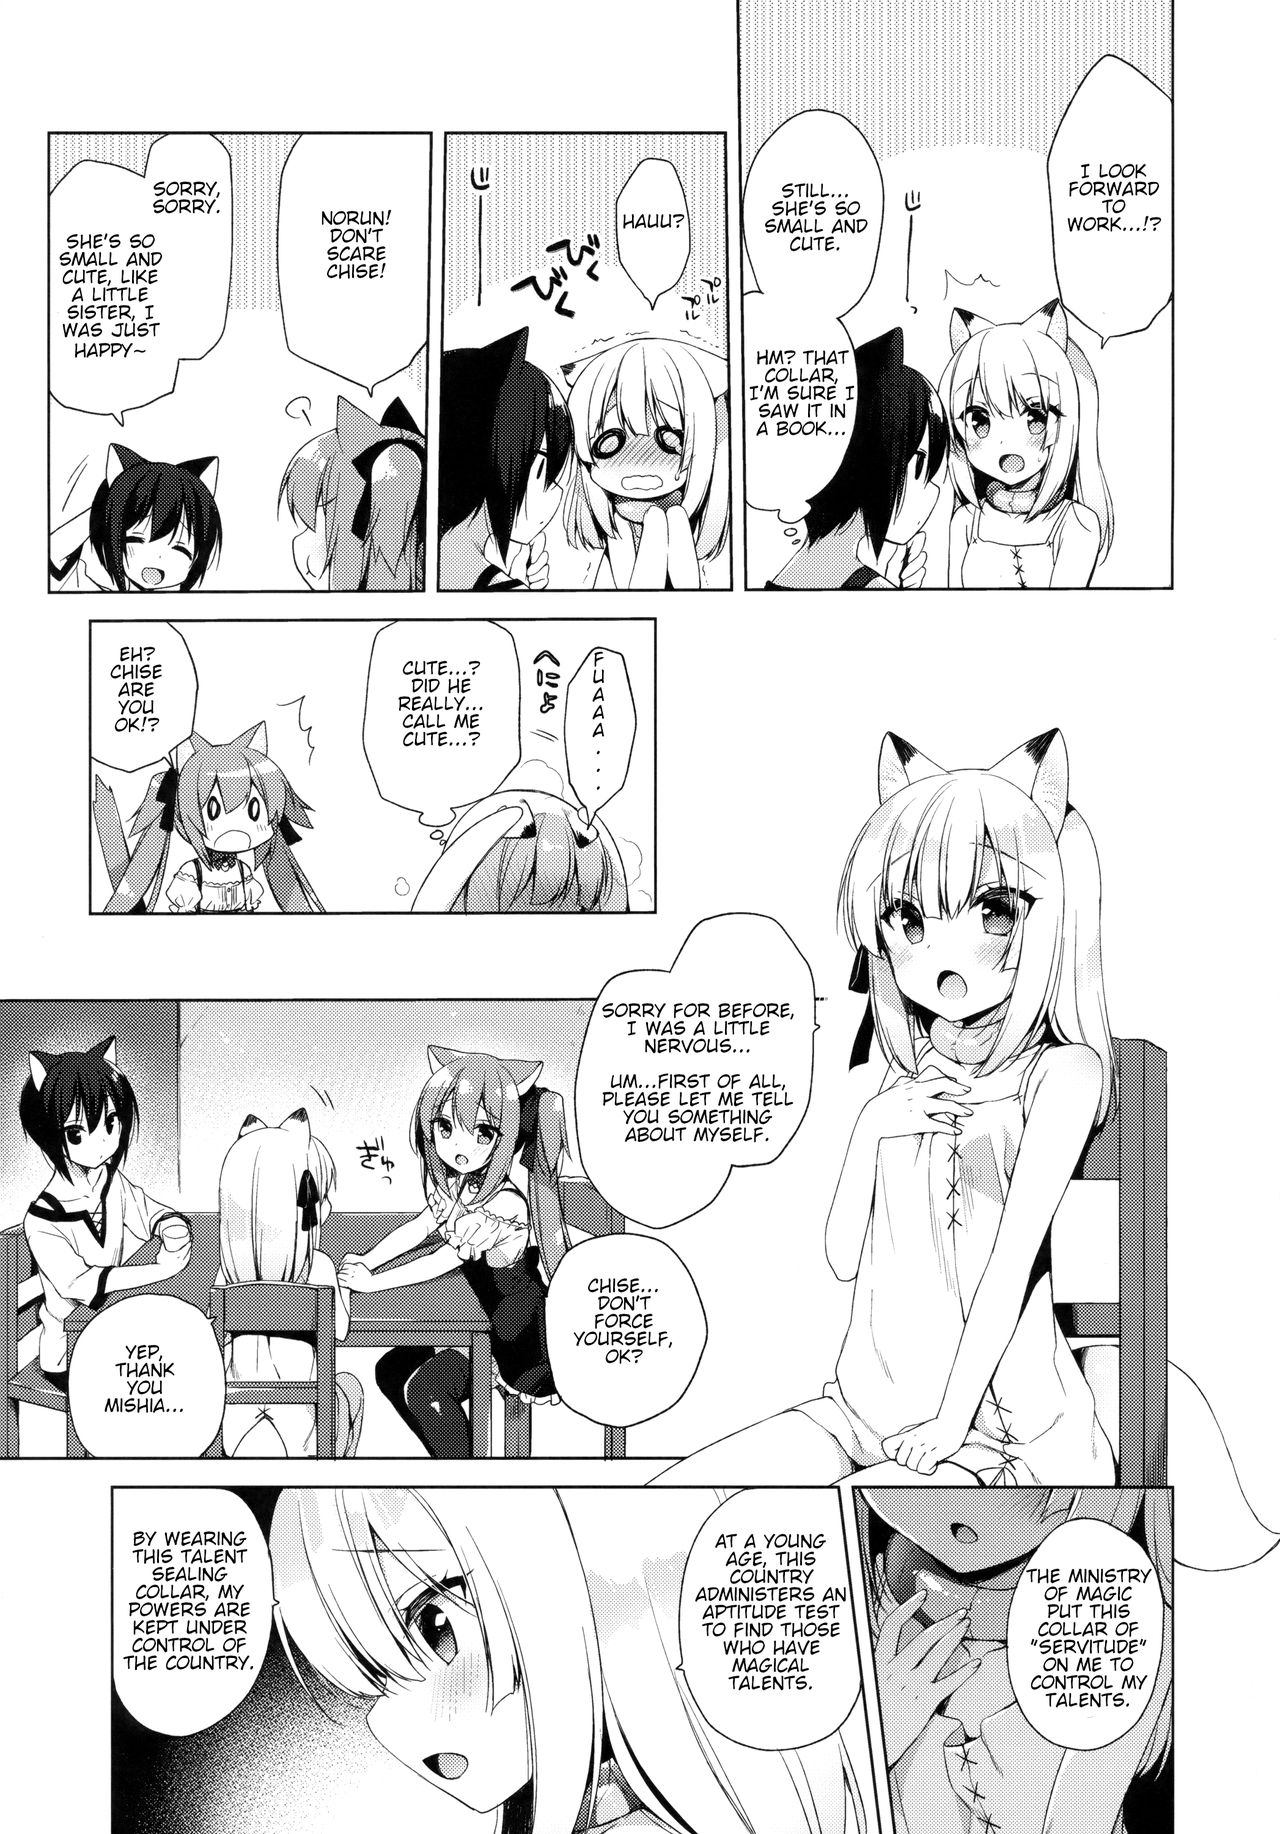 I LOOK
FORWARD
TO
WORK...!?
STILL...
SHE'S SO
SMALL AND
CUTE.
じー
HM? THAT
COLLAR,
I'M SURE I
SAW IT IN
A BOOK...
HAUU?
じー
びくびく
プルプル
NORUN!
DON'T
SCARE
CHISE!
SORRY,
SORRY.
SHE'S SO
SMALL AND
CUTE, LIKE
A LITTLE
SISTER, I
WAS JUST
HAPPY~
FUAAA...
へにょ
CUTE...?
DID HE
REALLY...
CALL ME
CUTE...?
EH?
CHISE
ARE
YOU
OK!?
SORRY FOR BEFORE,
I WAS A LITTLE
NERVOUS...
UM...FIRST OF ALL,
PLEASE LET ME TELL
YOU SOMETHING
ABOUT MYSELF.
ぎゅっ
CHISE...
DON'T
FORCE
YOURSELF,
OK?
YEP,
THANK
YOU
MISHIA...
THE MINISTRY
OF MAGIC
PUT THIS
COLLAR OF
"SERVITUDE"
ON ME TO
CONTROL MY
TALENTS.
AT A YOUNG
AGE, THIS
COUNTRY
ADMINISTERS AN
APTITUDE TEST
TO FIND THOSE
WHO HAVE
MAGICAL
TALENTS.
BY WEARING
THIS TALENT
SEALING
COLLAR, MY
POWERS ARE
KEPT UNDER
CONTROL OF
THE COUNTRY.